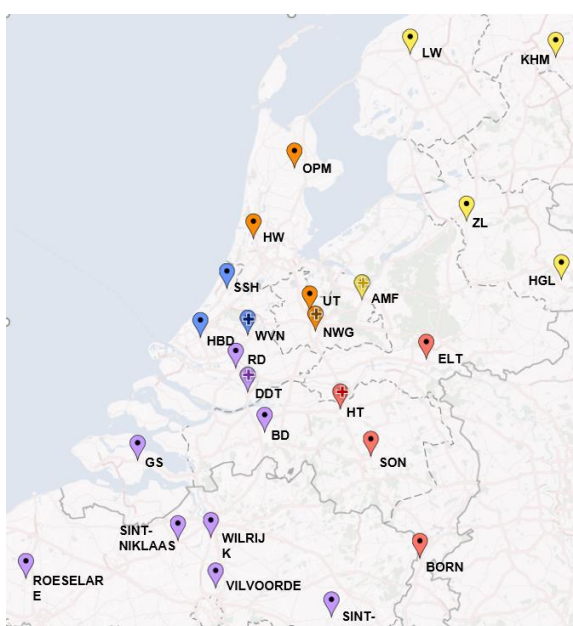 LW
KHM
OPM
ZL
HW
HGL
SSH
AMF
UT
HBD
WVN
NWG
RD
ELT
DDT
HT
BD
GS
SON
SINT-
NIKLAAS
WILRIJ
K
BORN
ROESELAR
E
VILVOORDE
SINT-